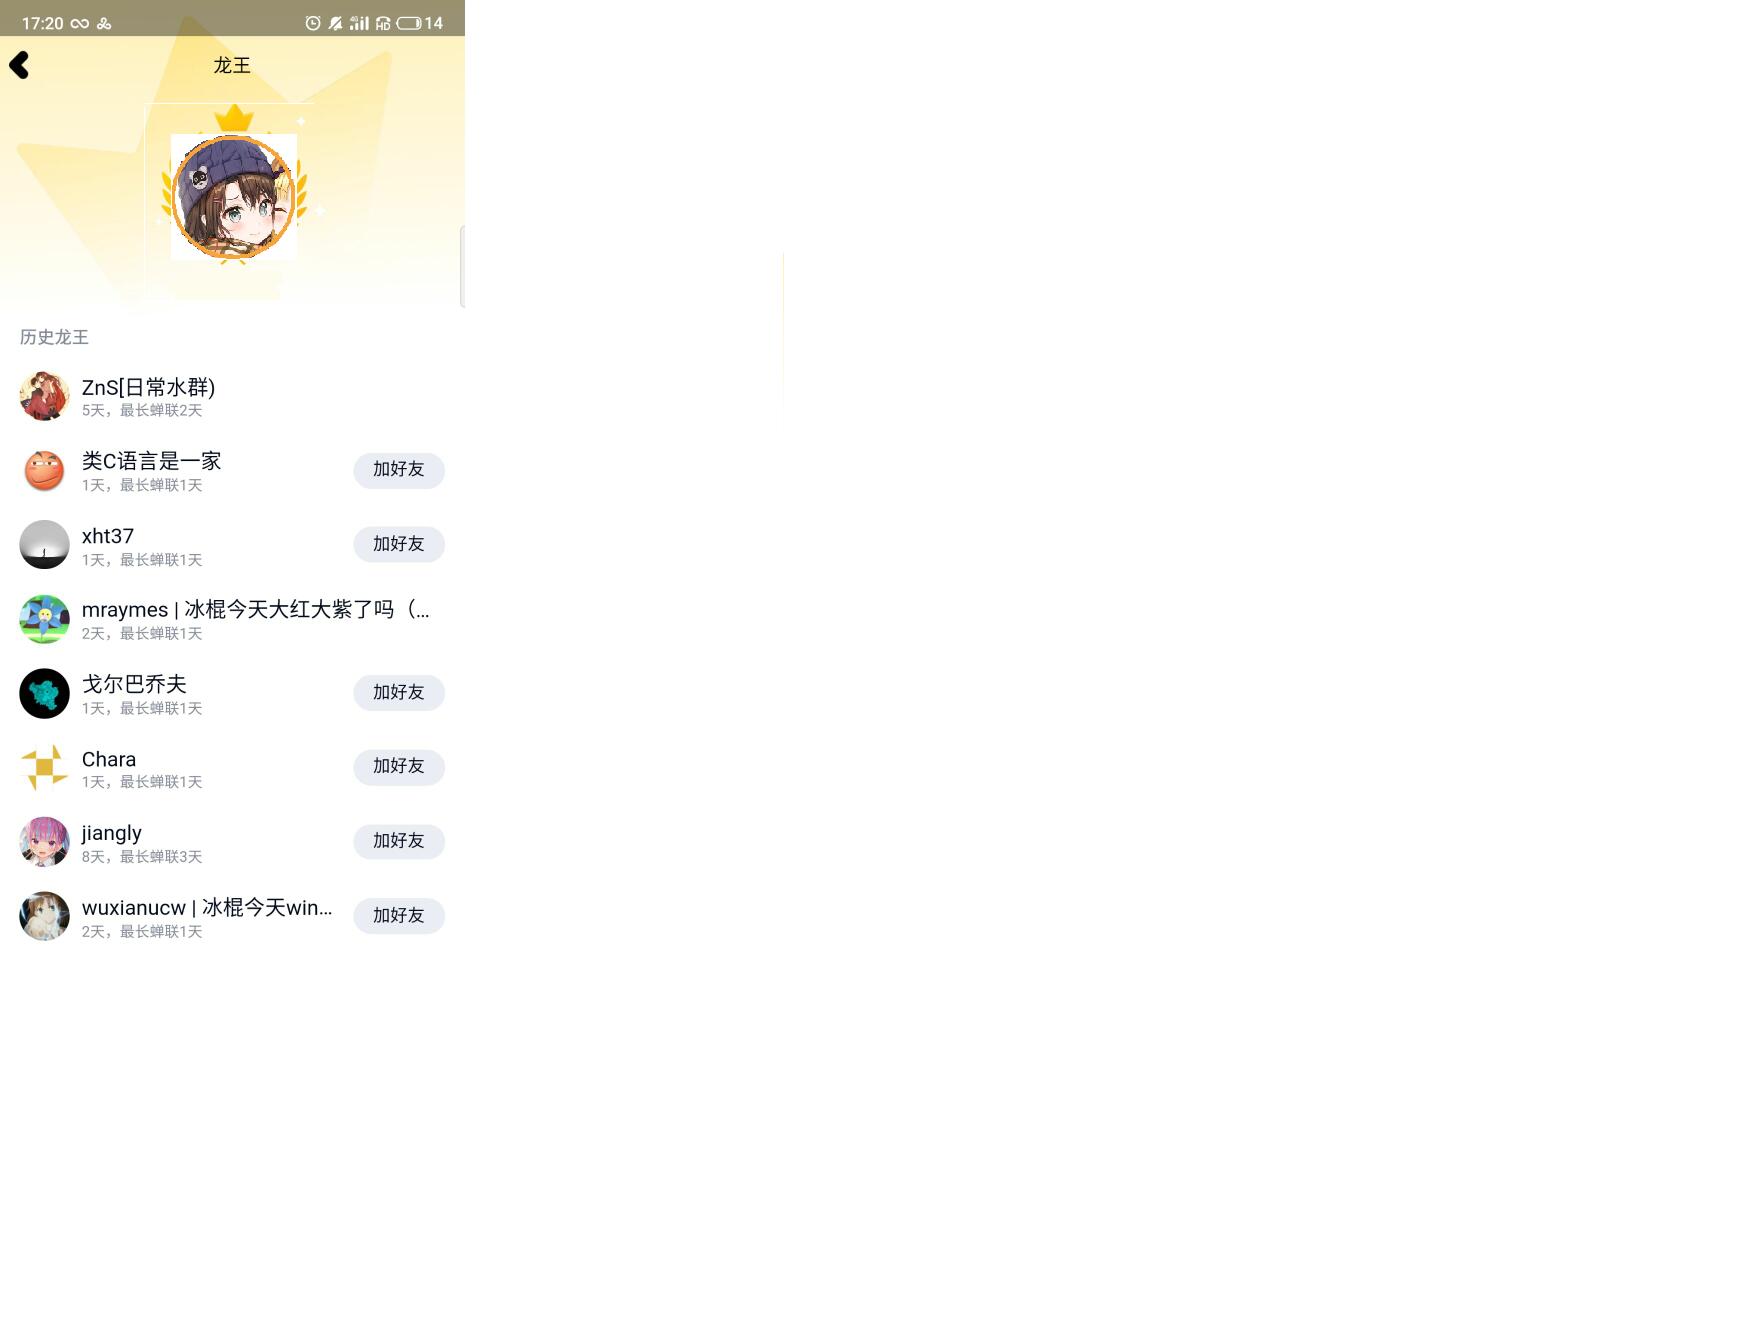 17:20 4G HD 14
龙王
历史龙王
ZnS[日常水群)
5天，最长蝉联2天
类C语言是一家
1天，最长蝉联1天
加好友
xht37
1天，最长蝉联1天
加好友
mraymes | 冰棍今天大红大紫了吗（...
2天，最长蝉联1天
戈尔巴乔夫
1天，最长蝉联1天
加好友
Chara
1天，最长蝉联1天
加好友
jiangly
8天，最长蝉联3天
加好友
wuxianucw | 冰棍今天win...
2天，最长蝉联1天
加好友